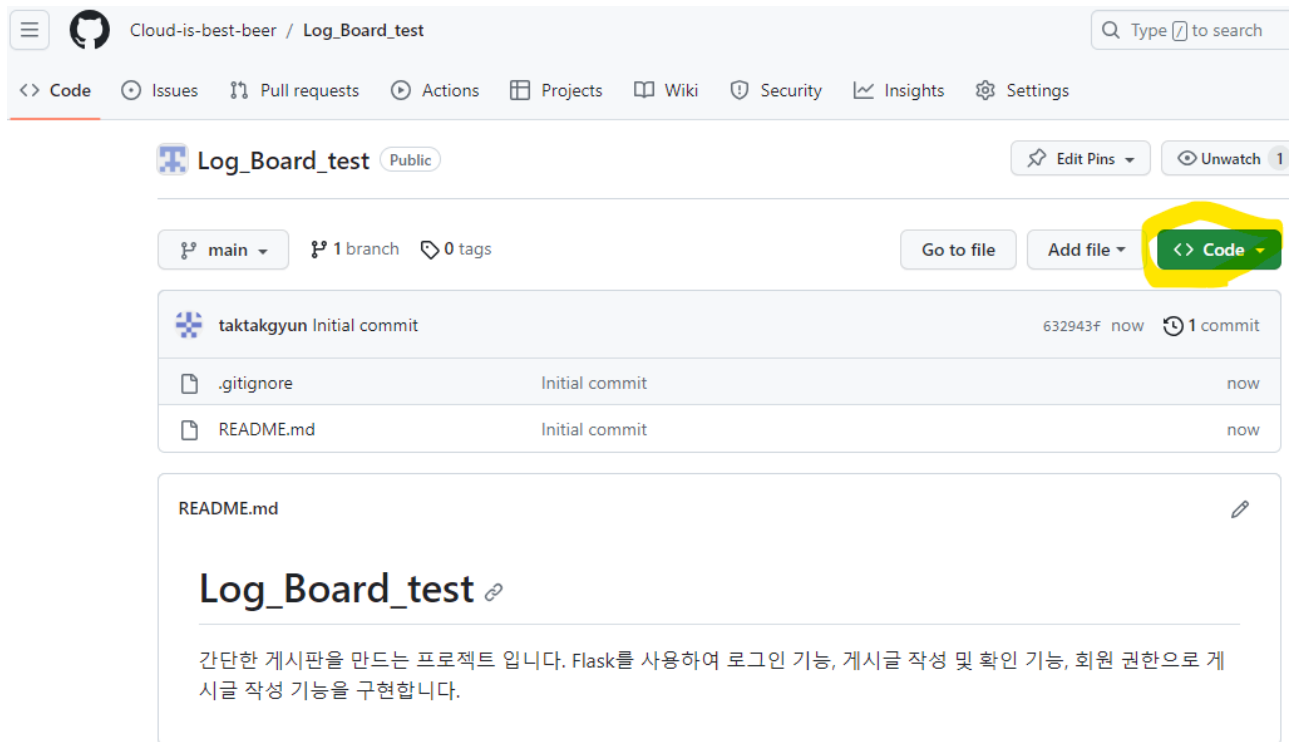 Cloud-is-best-beer / Log_Board_test
Type / to search
Code Issues Pull requests Actions Projects Wiki Security Insights Settings
Log_Board_test Public
Edit Pins Unwatch 1
main 1 branch 0 tags
Go to file Add file Code
taktakgyun Initial commit 632943f now 1 commit
.gitignore Initial commit now
README.md Initial commit now
README.md
Log_Board_test
간단한 게시판을 만드는 프로젝트 입니다. Flask를 사용하여 로그인 기능, 게시글 작성 및 확인 기능, 회원 권한으로 게
시글 작성 기능을 구현합니다.